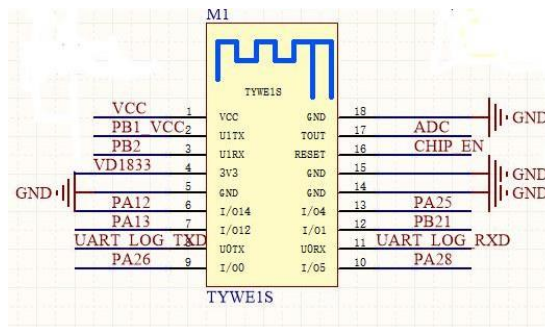 M1
TYWE1S
VCC 1 VCC GND 18 GND
PB1_VCC 2 U1TX TOUT 17 ADC
PB2 3 U1RX RESET 16 CHIP_EN
VD1833 4 3V3 GND 15 GND
GND 5 GND GND 14 GND
PA12 6 I/O14 I/O4 13 PA25
PA13 7 I/O12 I/O1 12 PB21
UART_LOG_TXD 8 U0TX U0RX 11 UART_LOG_RXD
PA26 9 I/O0 I/O5 10 PA28
TYWE1S